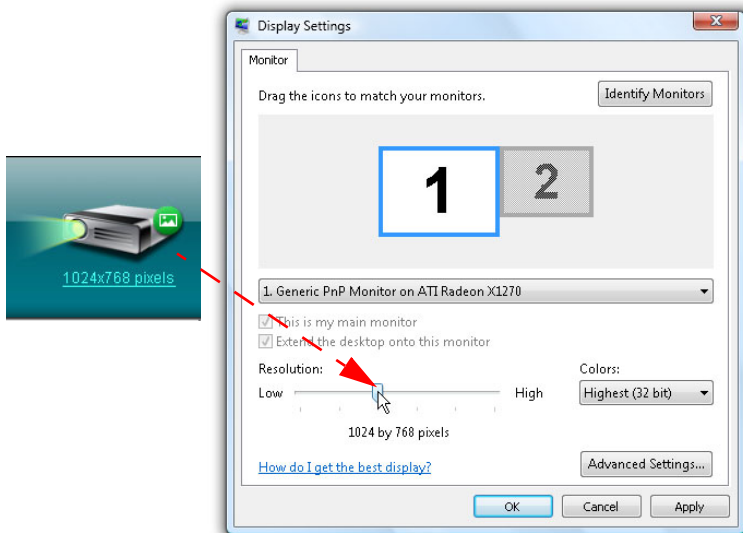 Display Settings
Monitor
Drag the icons to match your monitors.
Identify Monitors
1
2
1024x768 pixels
1. Generic PnP Monitor on ATI Radeon X1270
This is my main monitor
Extend the desktop onto this monitor
Resolution:
Colors:
Low
High
Highest (32 bit)
1024 by 768 pixels
How do I get the best display?
Advanced Settings...
OK
Cancel
Apply